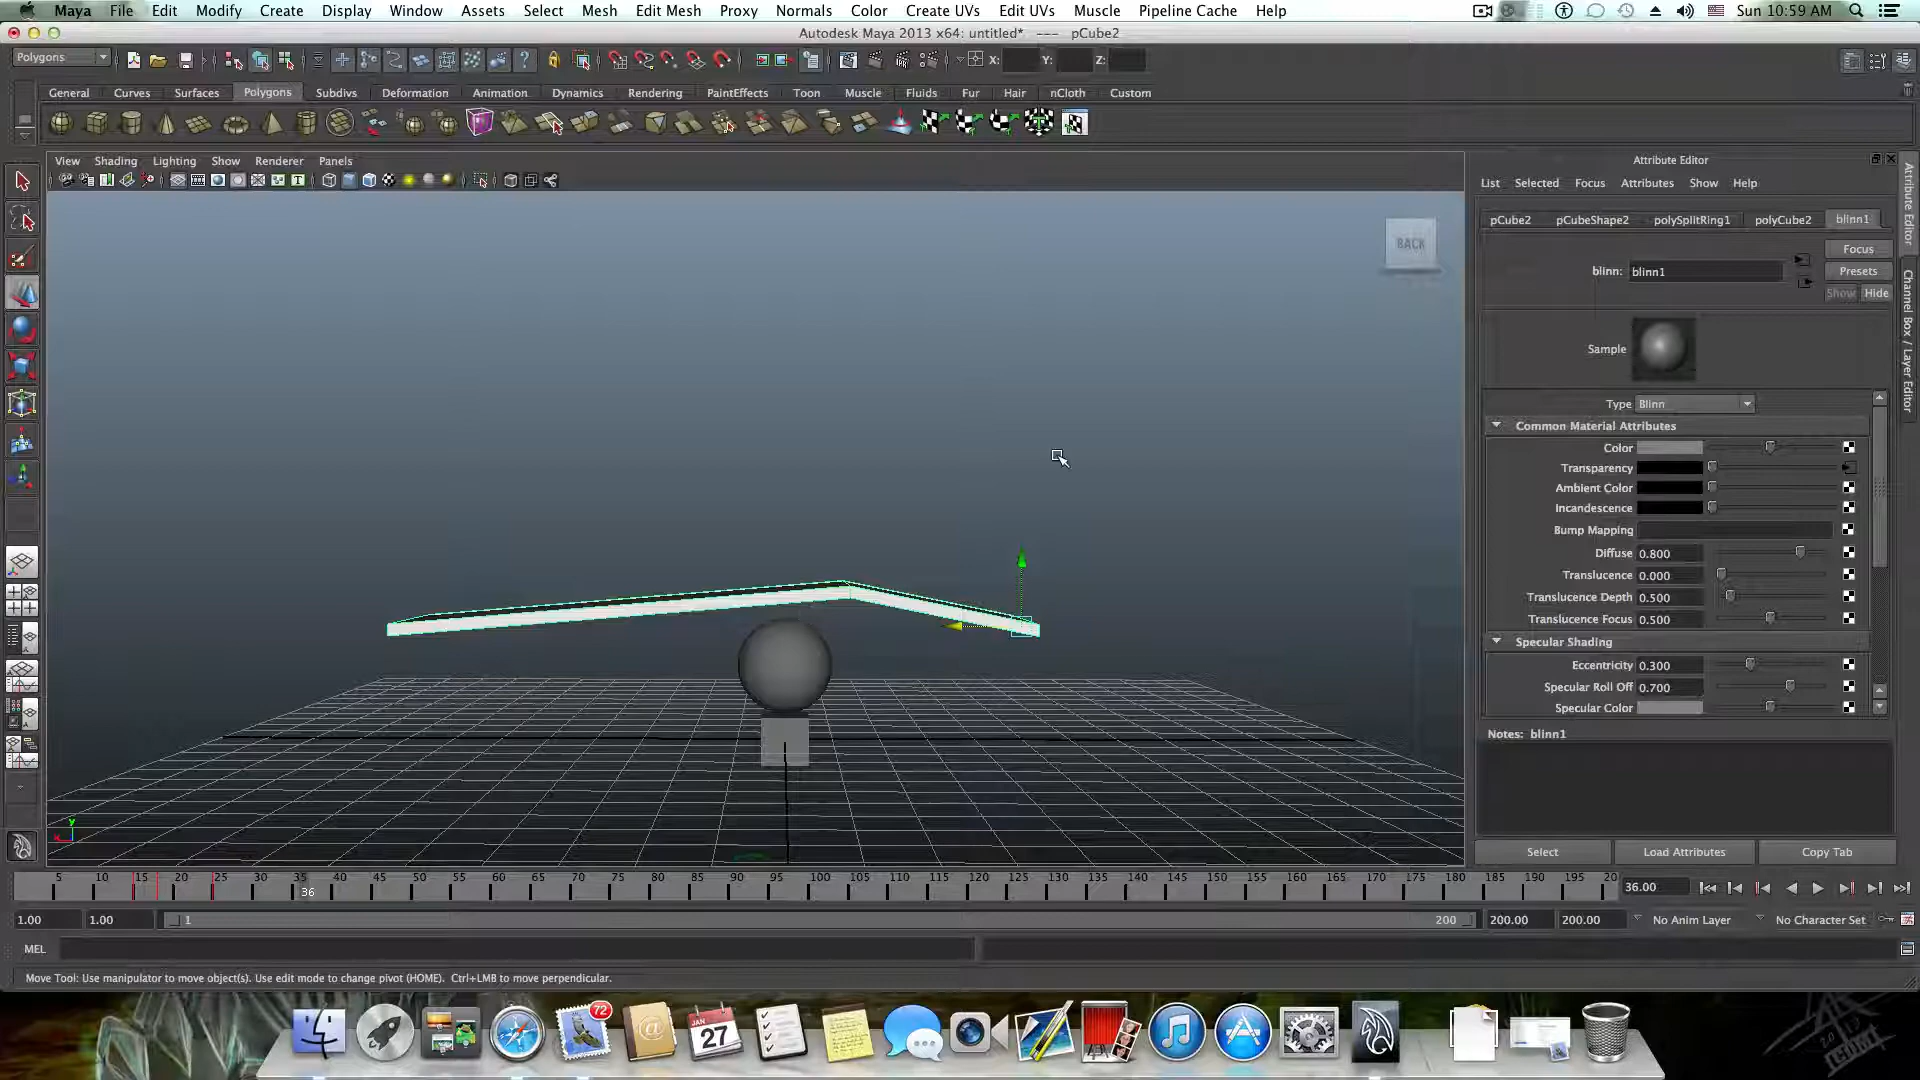 Maya File Edit Modify Create Display Window Assets Select Mesh Edit Mesh Proxy Normals Color Create UVs Edit UVs Muscle Pipeline Cache Help Sun 10:59 AM
Autodesk Maya 2013 x64: untitled* --- pCube2
Polygons X: Y: Z:
General Curves Surfaces Polygons Subdivs Deformation Animation Dynamics Rendering PaintEffects Toon Muscle Fluids Fur Hair nCloth Custom
View Shading Lighting Show Renderer Panels
BACK
y
x
Attribute Editor
List Selected Focus Attributes Show Help
pCube2 pCubeShape2 polySplitRing1 polyCube2 blinn1
Focus
blinn: blinn1 Presets
Show Hide
Sample
Type Blinn
Common Material Attributes
Color
Transparency
Ambient Color
Incandescence
Bump Mapping
Diffuse 0.800
Translucence 0.000
Translucence Depth 0.500
Translucence Focus 0.500
Specular Shading
Eccentricity 0.300
Specular Roll Off 0.700
Specular Color
Notes: blinn1
Select Load Attributes Copy Tab
Attribute Editor
Channel Box / Layer Editor
5 10 15 20 25 30 35 40 45 50 55 60 65 70 75 80 85 90 95 100 105 110 115 120 125 130 135 140 145 150 155 160 165 170 175 180 185 190 195 20
36 36.00
1.00 1.00 1 200 200.00 200.00 No Anim Layer No Character Set
MEL
Move Tool: Use manipulator to move object(s). Use edit mode to change pivot (HOME). Ctrl+LMB to move perpendicular.
72
JAN
27